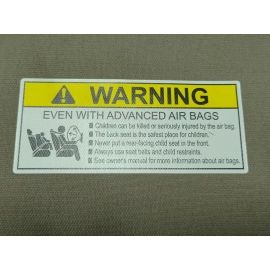 WARNING
EVEN WITH ADVANCED AIR BAGS
Children can be killed or seriously injured by the air bag.
The back seat is the safest place for children.
Never put a rear-facing child seat in the front.
Always use seat belts and child restraints.
See owner's manual for more information about air bags.